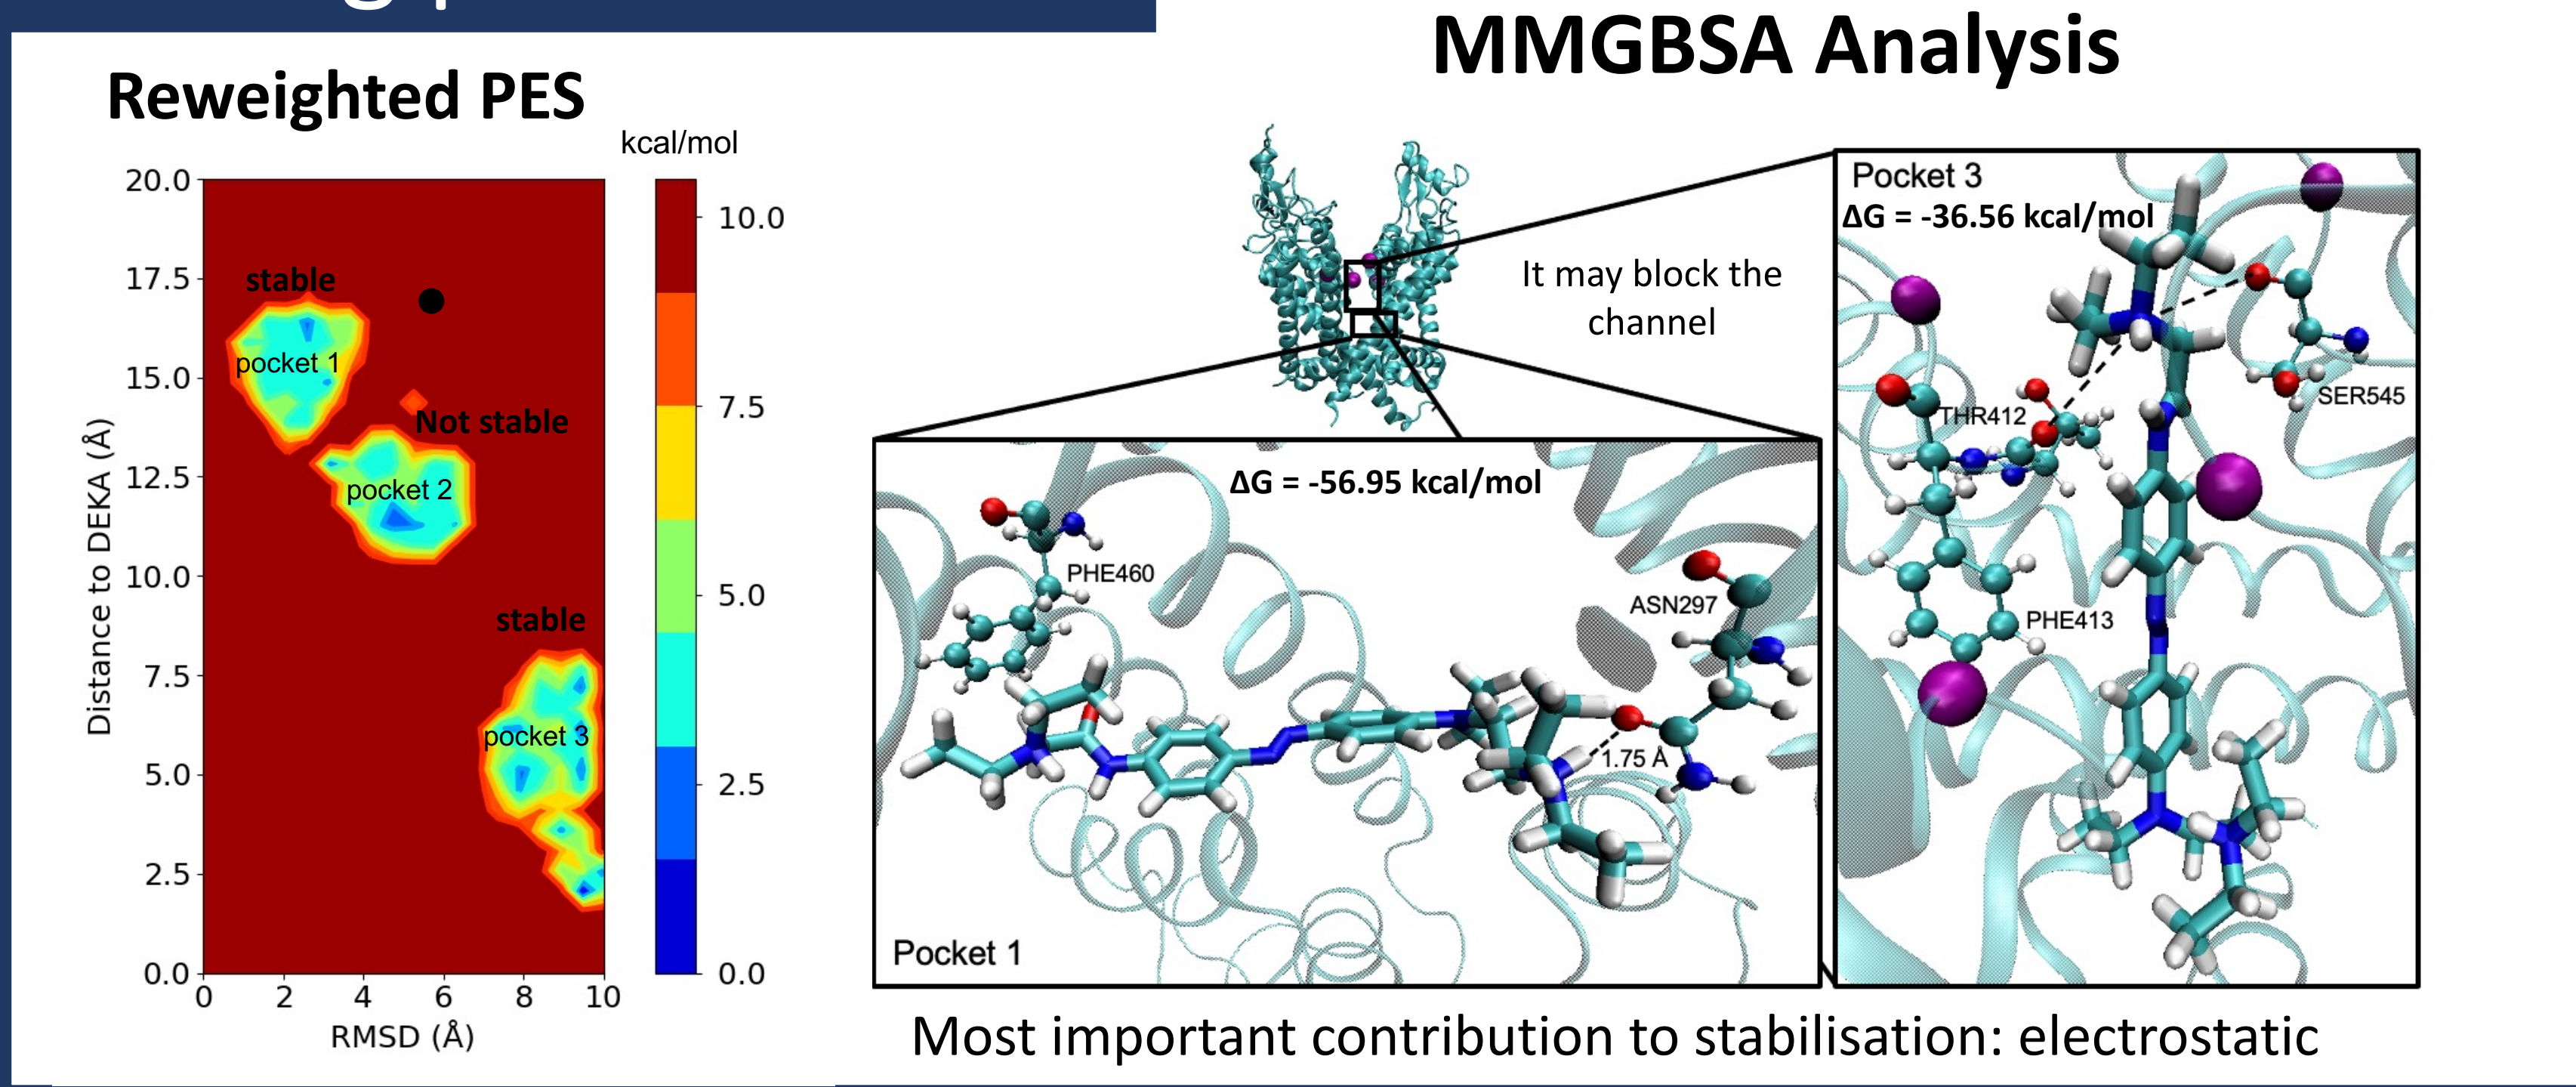 MMGBSA Analysis
Reweighted PES
kcal/mol
20.0
17.5
15.0
12.5
10.0
7.5
5.0
2.5
0.0
Distance to DEKA (Å)
stable
pocket 1
Not stable
pocket 2
stable
pocket 3
0 2 4 6 8 10
RMSD (Å)
10.0
7.5
5.0
2.5
0.0
It may block the
channel
ΔG = -56.95 kcal/mol
PHE460
ASN297
1.75 Å
Pocket 1
Pocket 3
ΔG = -36.56 kcal/mol
SER545
THR412
PHE413
Most important contribution to stabilisation: electrostatic